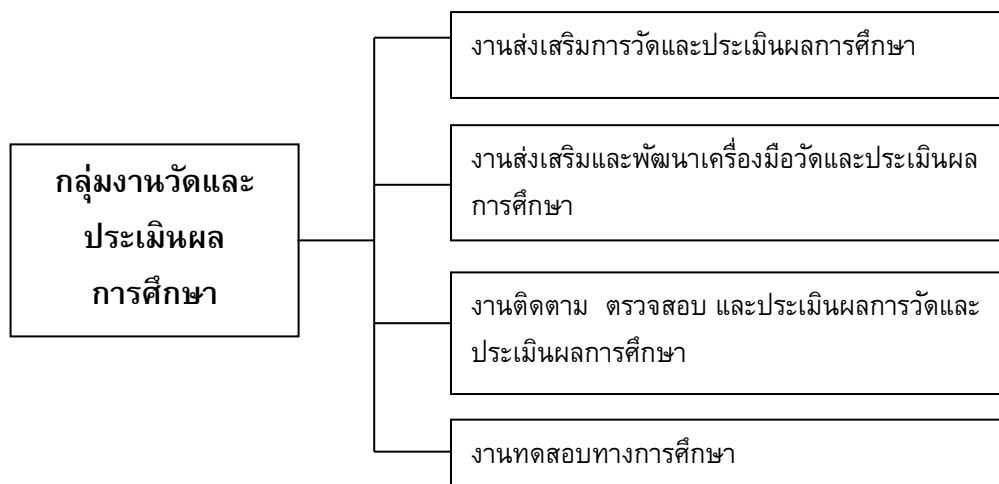 กลุ่มงานวัดและ
ประเมินผล
การศึกษา
งานส่งเสริมการวัดและประเมินผลการศึกษา
งานส่งเสริมและพัฒนาเครื่องมือวัดและประเมินผล
การศึกษา
งานติดตาม ตรวจสอบ และประเมินผลการวัดและ
ประเมินผลการศึกษา
งานทดสอบทางการศึกษา